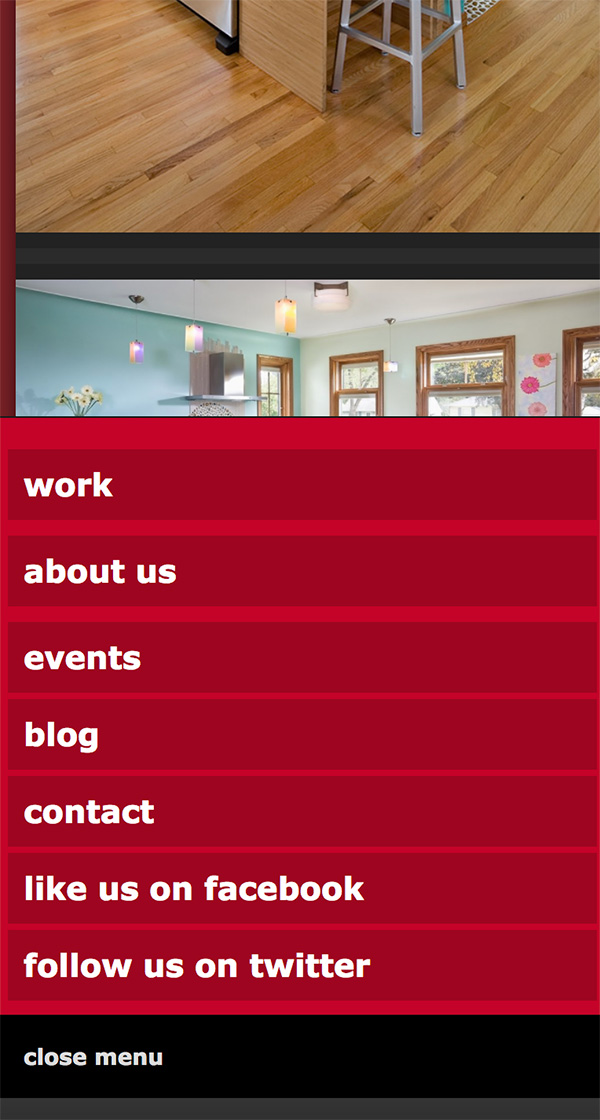 work
about us
events
blog
contact
like us on facebook
follow us on twitter
close menu